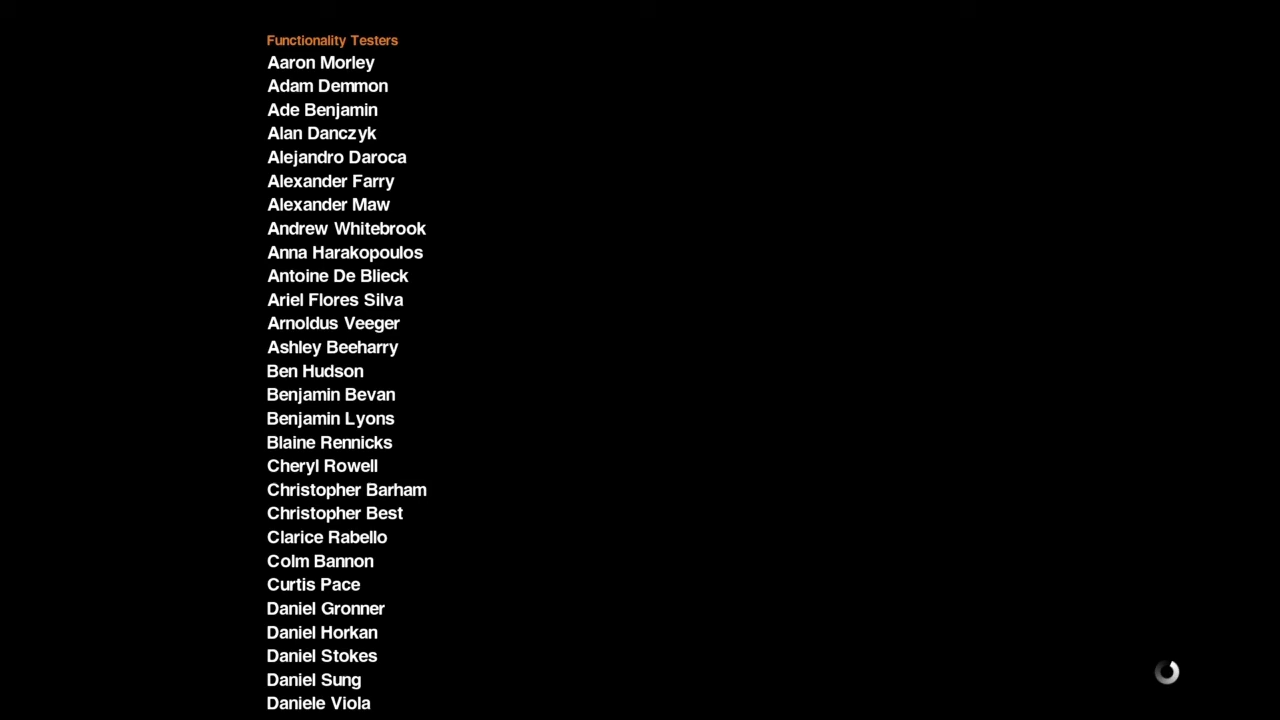 Functionality Testers
Aaron Morley
Adam Demmon
Ade Benjamin
Alan Danczyk
Alejandro Daroca
Alexander Farry
Alexander Maw
Andrew Whitebrook
Anna Harakopoulos
Antoine De Blieck
Ariel Flores Silva
Arnoldus Veeger
Ashley Beeharry
Ben Hudson
Benjamin Bevan
Benjamin Lyons
Blaine Rennicks
Cheryl Rowell
Christopher Barham
Christopher Best
Clarice Rabello
Colm Bannon
Curtis Pace
Daniel Gronner
Daniel Horkan
Daniel Stokes
Daniel Sung
Daniele Viola